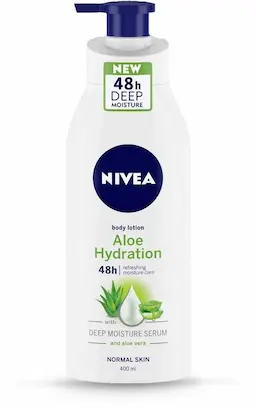 NEW
48h
DEEP
MOISTURE
NIVEA
body lotion
Aloe
Hydration
48h refreshing
moisture care
with
DEEP MOISTURE SERUM
and aloe vera
NORMAL SKIN
400 ml